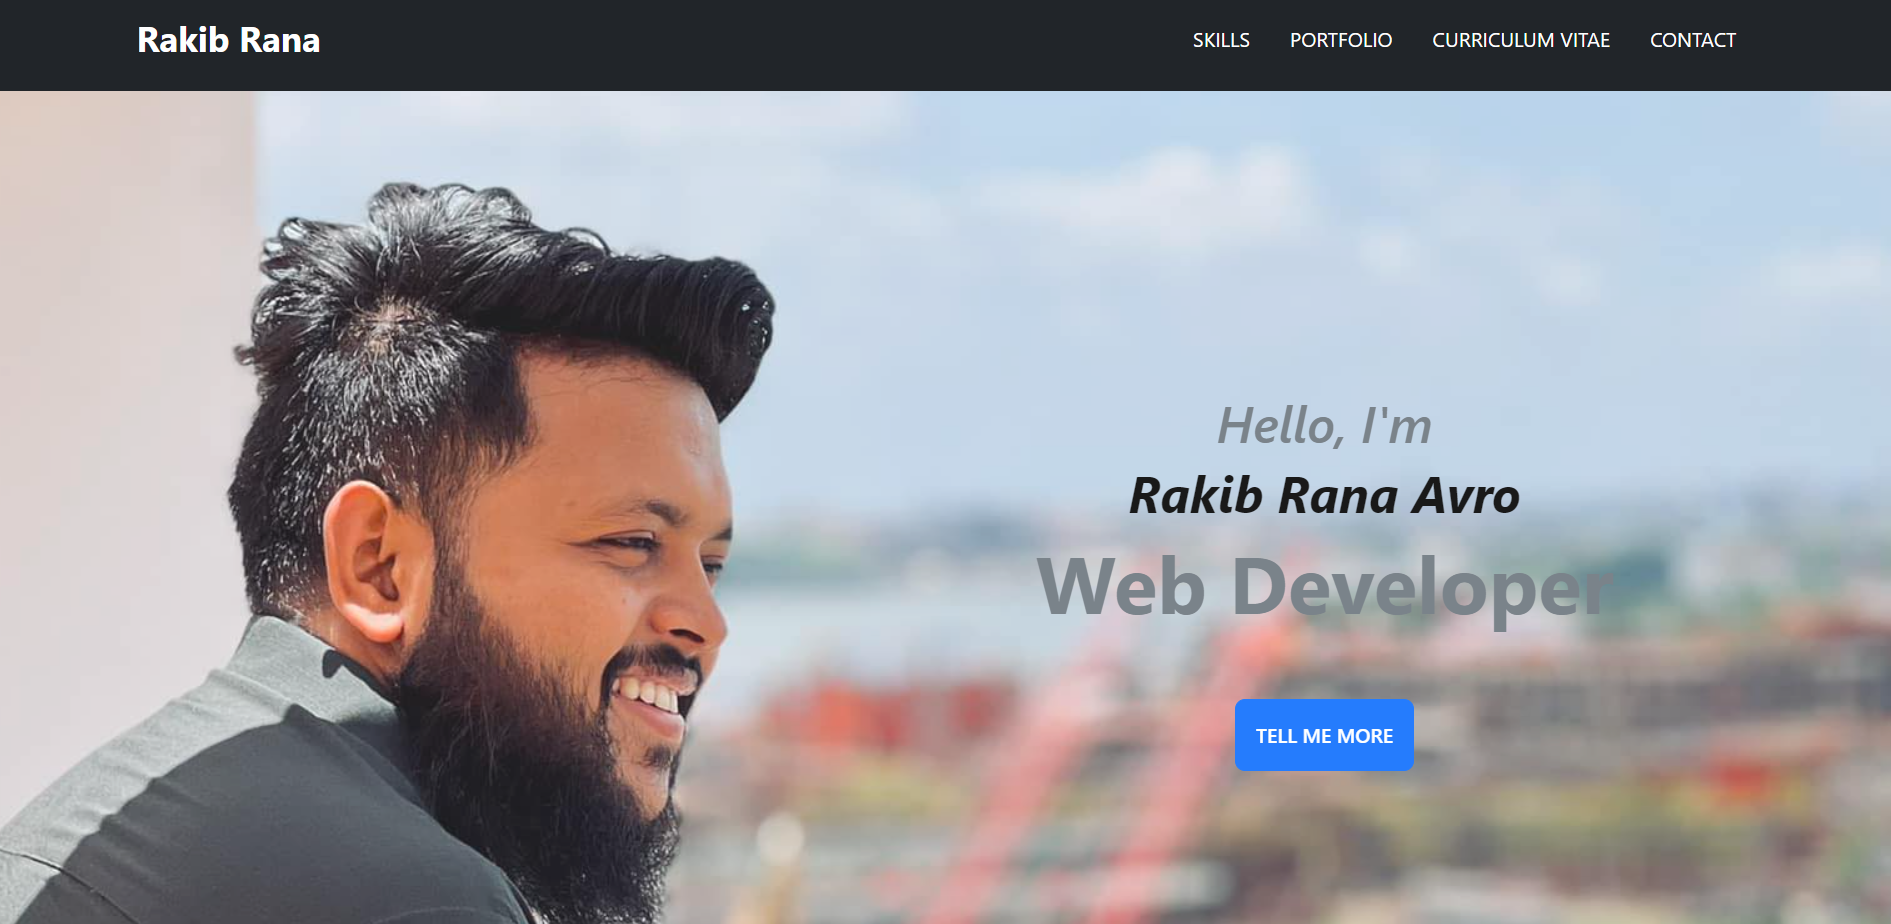 Rakib Rana
SKILLS PORTFOLIO CURRICULUM VITAE CONTACT
Hello, I'm
Rakib Rana Avro
Web Developer
TELL ME MORE